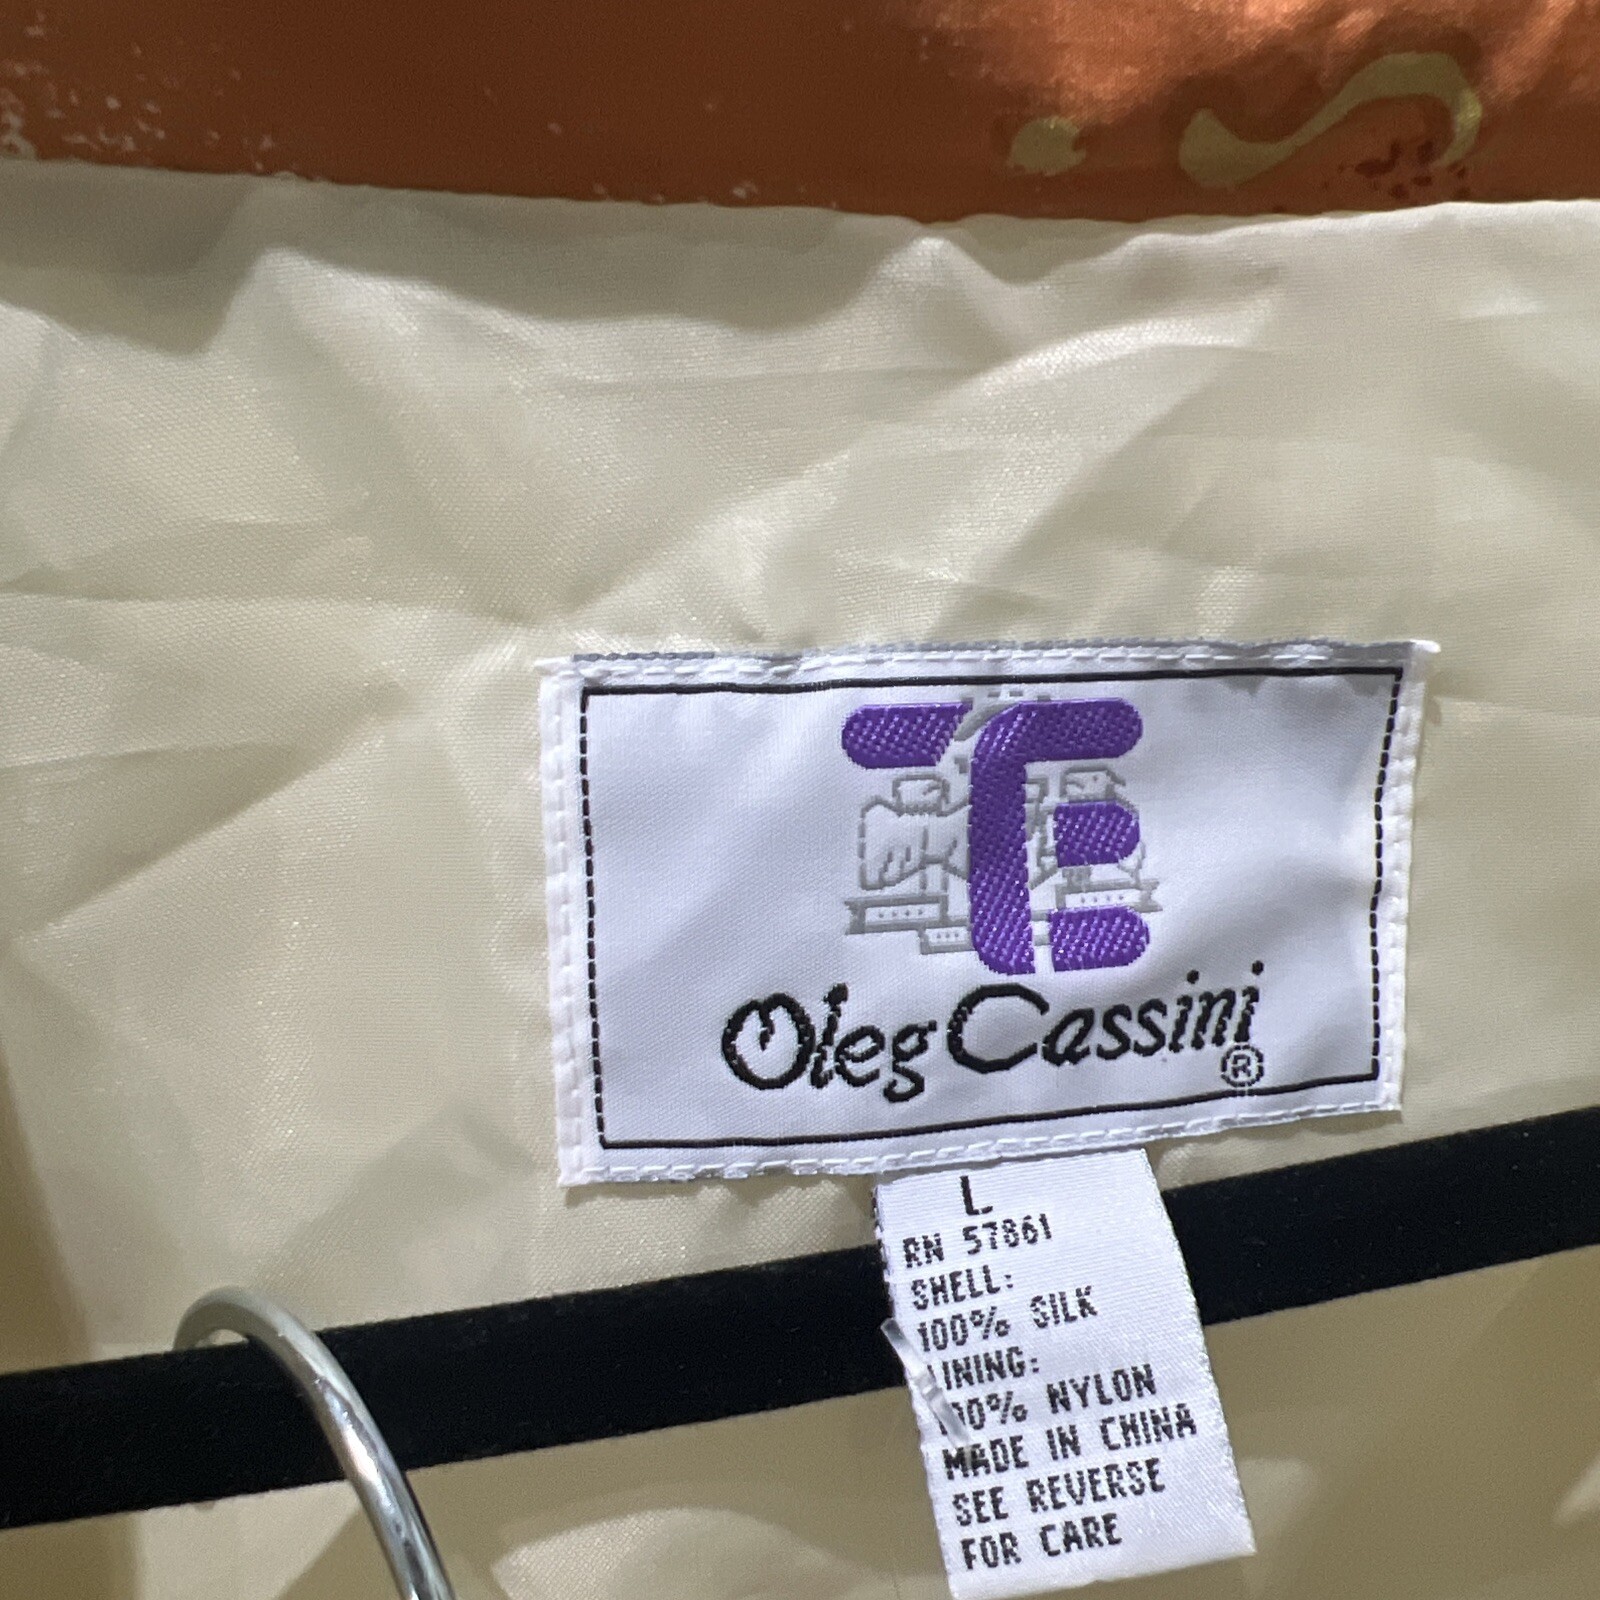 Oleg Cassini ®
L
RN 57861
SHELL:
100% SILK
LINING:
100% NYLON
MADE IN CHINA
SEE REVERSE
FOR CARE